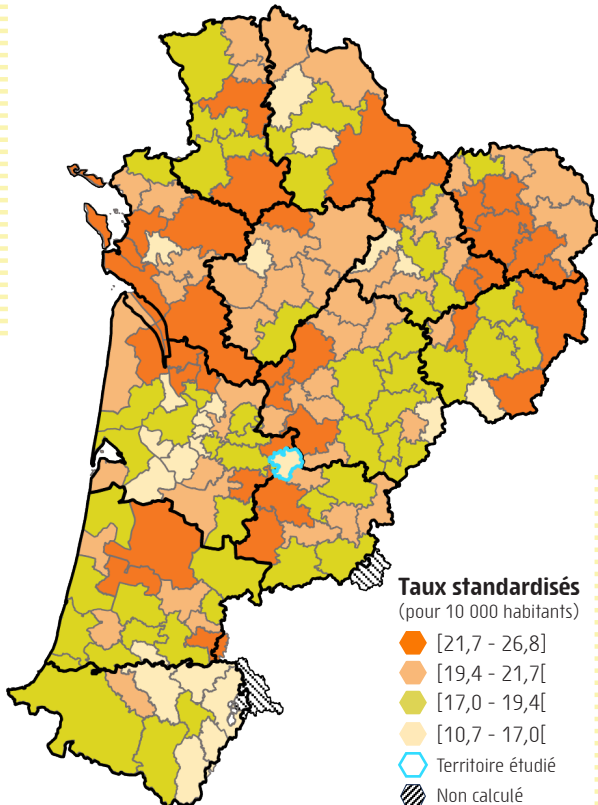 Taux standardisés
(pour 10 000 habitants)
[21,7 - 26,8]
[19,4 - 21,7[
[17,0 - 19,4[
[10,7 - 17,0[
Territoire étudié
Non calculé